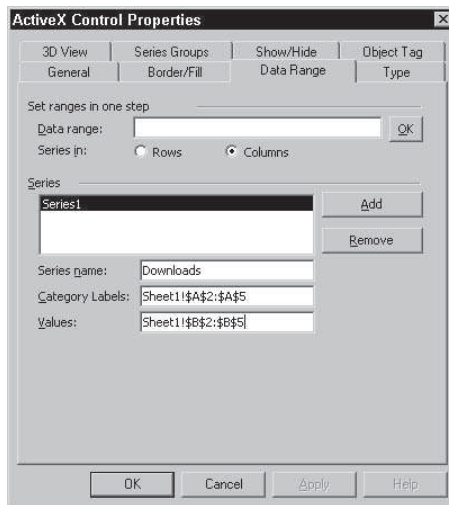 ActiveX Control Properties
3D View Series Groups Show/Hide Object Tag
General Border/Fill Data Range Type
Set ranges in one step
Data range: OK
Series in: Rows Columns
Series
Series1
Add
Remove
Series name: Downloads
Category Labels: Sheet1!$A$2:$A$5
Values: Sheet1!$B$2:$B$5
OK Cancel Apply Help